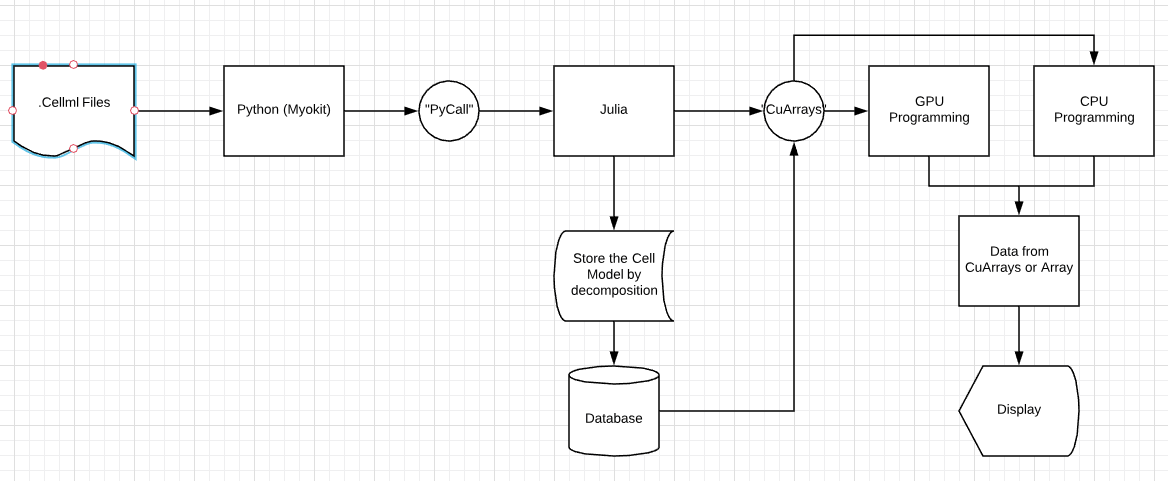 .Cellml Files
Python (Myokit)
"PyCall"
Julia
"CuArrays"
GPU
Programming
CPU
Programming
Store the Cell
Model by
decomposition
Data from
CuArrays or Array
Database
Display